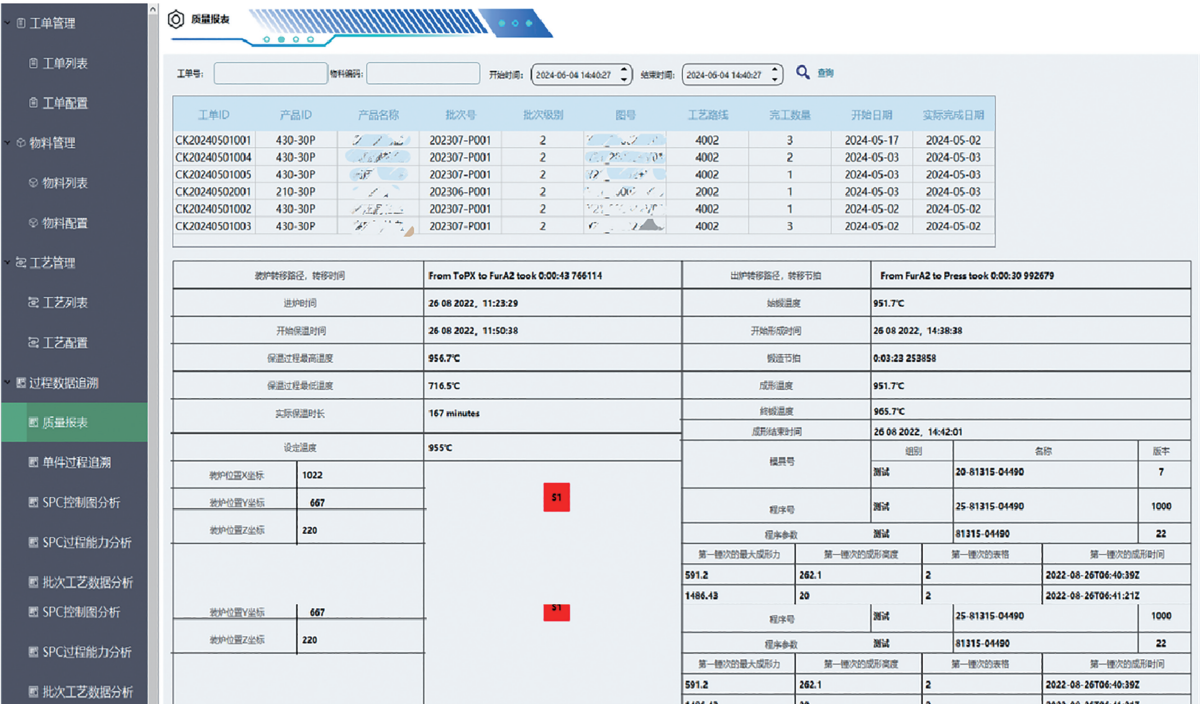 工单管理
工单列表
工单配置
物料管理
物料列表
物料配置
工艺管理
工艺列表
工艺配置
过程数据追溯
质量报表
单件过程追溯
SPC控制图分析
SPC过程能力分析
批次工艺数据分析
SPC控制图分析
SPC过程能力分析
批次工艺数据分析
质量报表
工单号: 物料编码: 开始时间: 2024-06-04 14:40:27 结束时间: 2024-06-04 14:40:27 查询
工单ID 产品ID 产品名称 批次号 批次级别 图号 工艺路线 完工数量 开始日期 实际完成日期
CK20240501001 430-30P 202307-P001 2 4002 3 2024-05-17 2024-05-02
CK20240501004 430-30P 202307-P001 2 4002 2 2024-05-03 2024-05-03
CK20240501005 430-30P 202307-P001 2 4002 1 2024-05-03 2024-05-03
CK20240502001 210-30P 202306-P001 2 2002 1 2024-05-03 2024-05-03
CK20240501002 430-30P 202307-P001 2 4002 1 2024-05-02 2024-05-02
CK20240501003 430-30P 202307-P001 2 4002 3 2024-05-02 2024-05-02
装炉转移路径，转移时间 From ToPX to FurA2 took 0:00:43 766114
进炉时间 26 08 2022, 11:23:29
开始保温时间 26 08 2022, 11:50:38
保温过程最高温度 956.7℃
保温过程最低温度 716.5℃
实际保温时长 167 minutes
设定温度 955℃
装炉位置X坐标 1022
装炉位置Y坐标 667
装炉位置Z坐标 220
S1
装炉位置Y坐标 667
装炉位置Z坐标 220
S1
出炉转移路径，转移节拍 From FurA2 to Press took 0:00:30 992679
始锻温度 951.7℃
开始形成时间 26 08 2022, 14:38:38
锻造节拍 0:03:23 253858
成形温度 951.7℃
终锻温度 965.7℃
成形结束时间 26 08 2022, 14:42:01
模具号 组别 名称 版本
测试 20-81315-04490 7
程序号 测试 25-81315-04490 1000
程序参数 测试 81315-04490 22
第一锤次的最大成形力 第一锤次的成形高度 第一锤次的表格 第一锤次的成形时间
591.2 262.1 2 2022-08-26T06:40:39Z
1486.43 20 2 2022-08-26T06:41:21Z
程序号 测试 25-81315-04490 1000
程序参数 测试 81315-04490 22
第一锤次的最大成形力 第一锤次的成形高度 第一锤次的表格 第一锤次的成形时间
591.2 262.1 2 2022-08-26T06:40:39Z